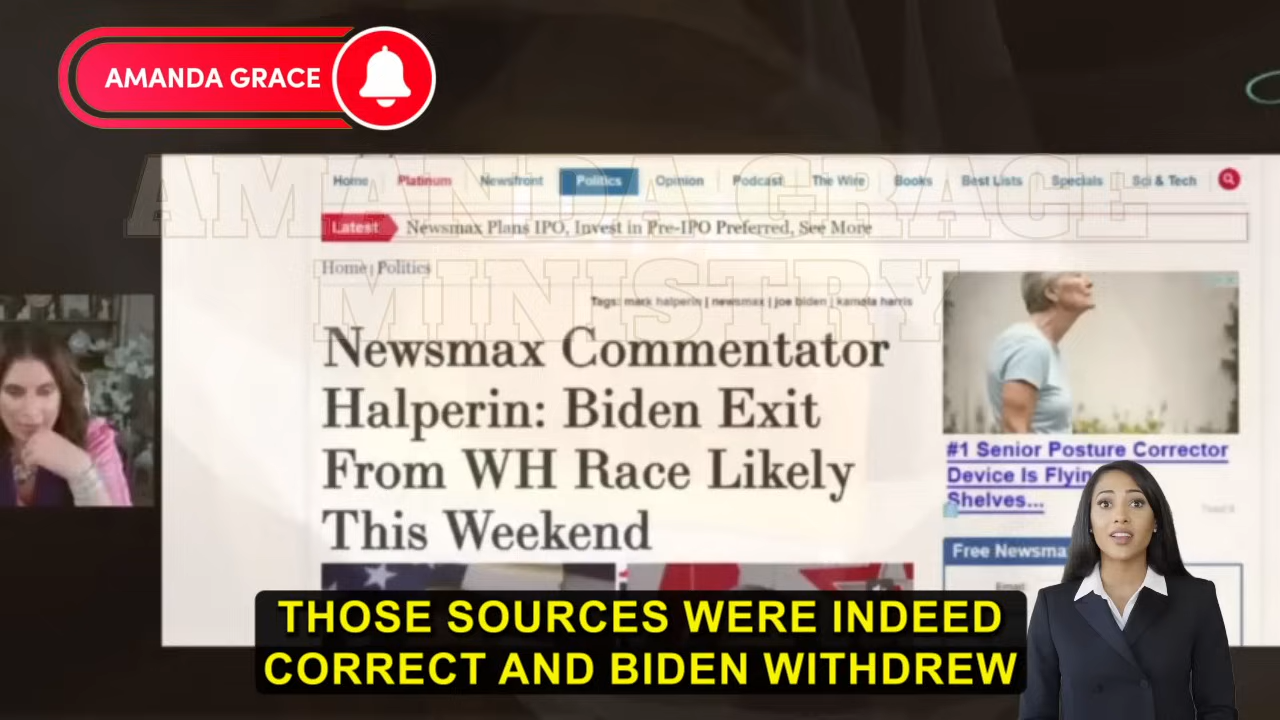 AMANDA GRACE
AMANDA GRACE
MINISTRY
Home Platinum Newsfront Politics Opinion Podcast The Wire Books Best Lists Specials Sci & Tech
Latest Newsmax Plans IPO, Invest in Pre-IPO Preferred, See More
Home | Politics
Tags: mark halperin | newsmax | joe biden | kamala harris
Newsmax Commentator
Halperin: Biden Exit
From WH Race Likely
This Weekend
#1 Senior Posture Corrector
Device Is Flyin
Shelves...
Free Newsma
Email:
THOSE SOURCES WERE INDEED
CORRECT AND BIDEN WITHDREW